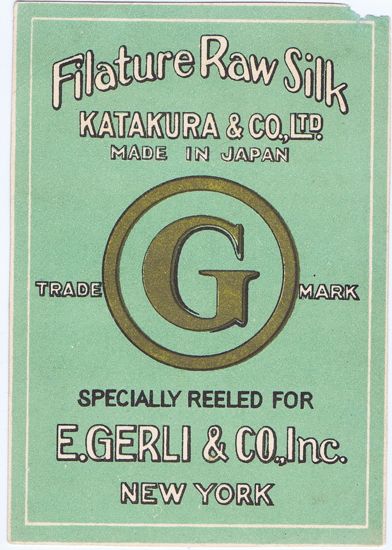 Filature Raw Silk
KATAKURA & CO., LTD.
MADE IN JAPAN
G
TRADE MARK
SPECIALLY REELED FOR
E. GERLI & CO., Inc.
NEW YORK